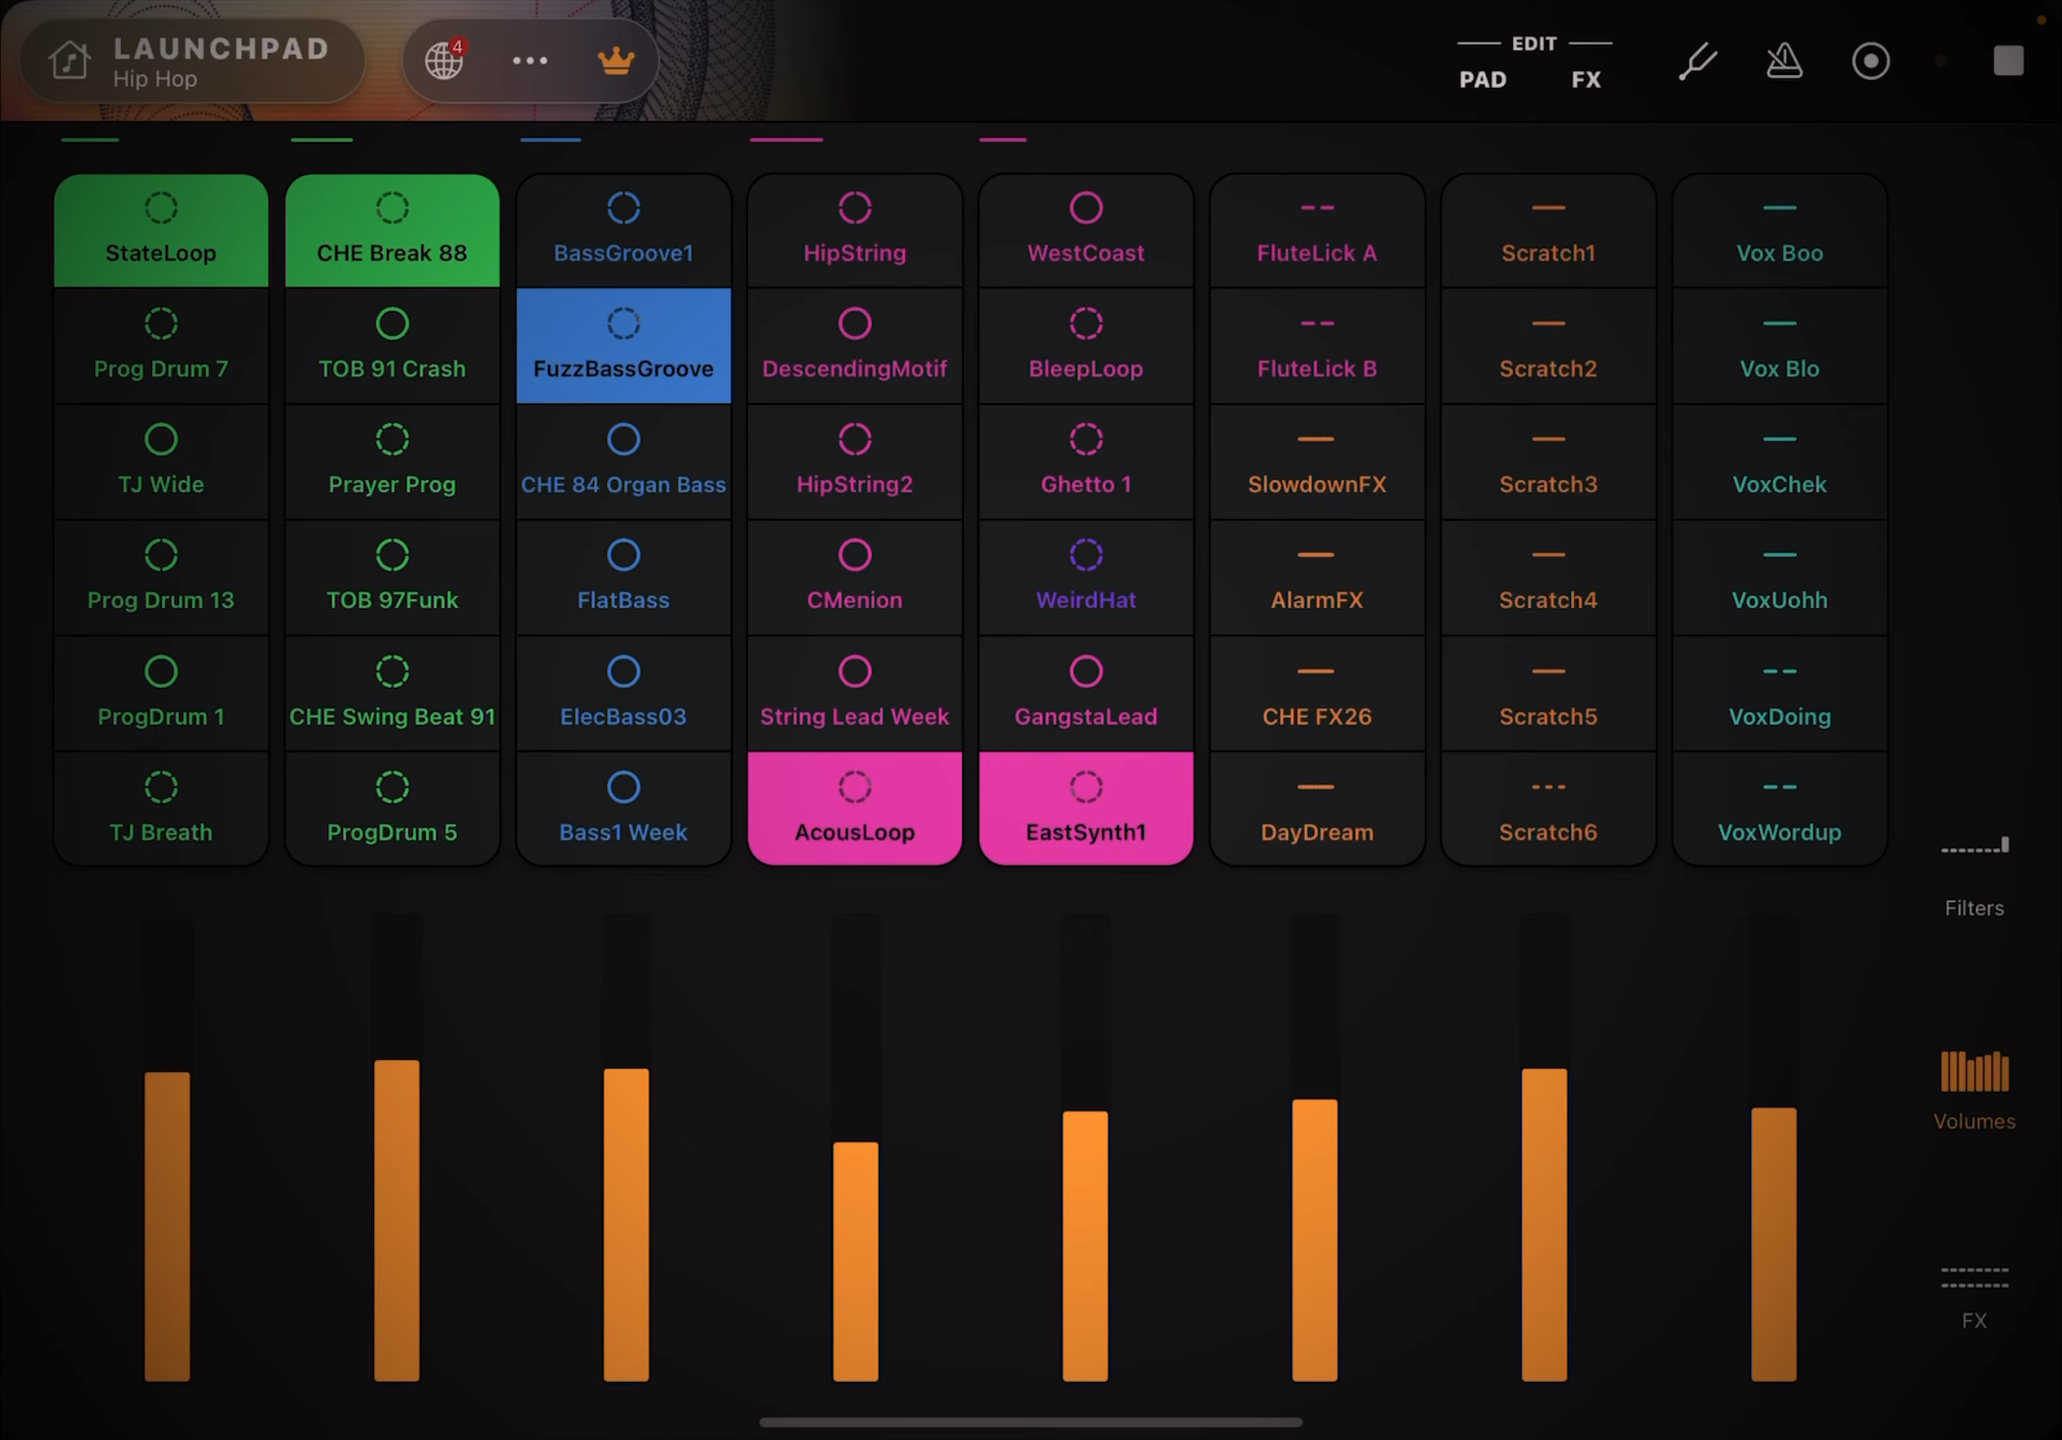 LAUNCHPAD
Hip Hop
4
EDIT
PAD FX
StateLoop
CHE Break 88
BassGroove1
HipString
WestCoast
FluteLick A
Scratch1
Vox Boo
Prog Drum 7
TOB 91 Crash
FuzzBassGroove
DescendingMotif
BleepLoop
FluteLick B
Scratch2
Vox Blo
TJ Wide
Prayer Prog
CHE 84 Organ Bass
HipString2
Ghetto 1
SlowdownFX
Scratch3
VoxChek
Prog Drum 13
TOB 97Funk
FlatBass
CMenion
WeirdHat
AlarmFX
Scratch4
VoxUohh
ProgDrum 1
CHE Swing Beat 91
ElecBass03
String Lead Week
GangstaLead
CHE FX26
Scratch5
VoxDoing
TJ Breath
ProgDrum 5
Bass1 Week
AcousLoop
EastSynth1
DayDream
Scratch6
VoxWordup
Filters
Volumes
FX